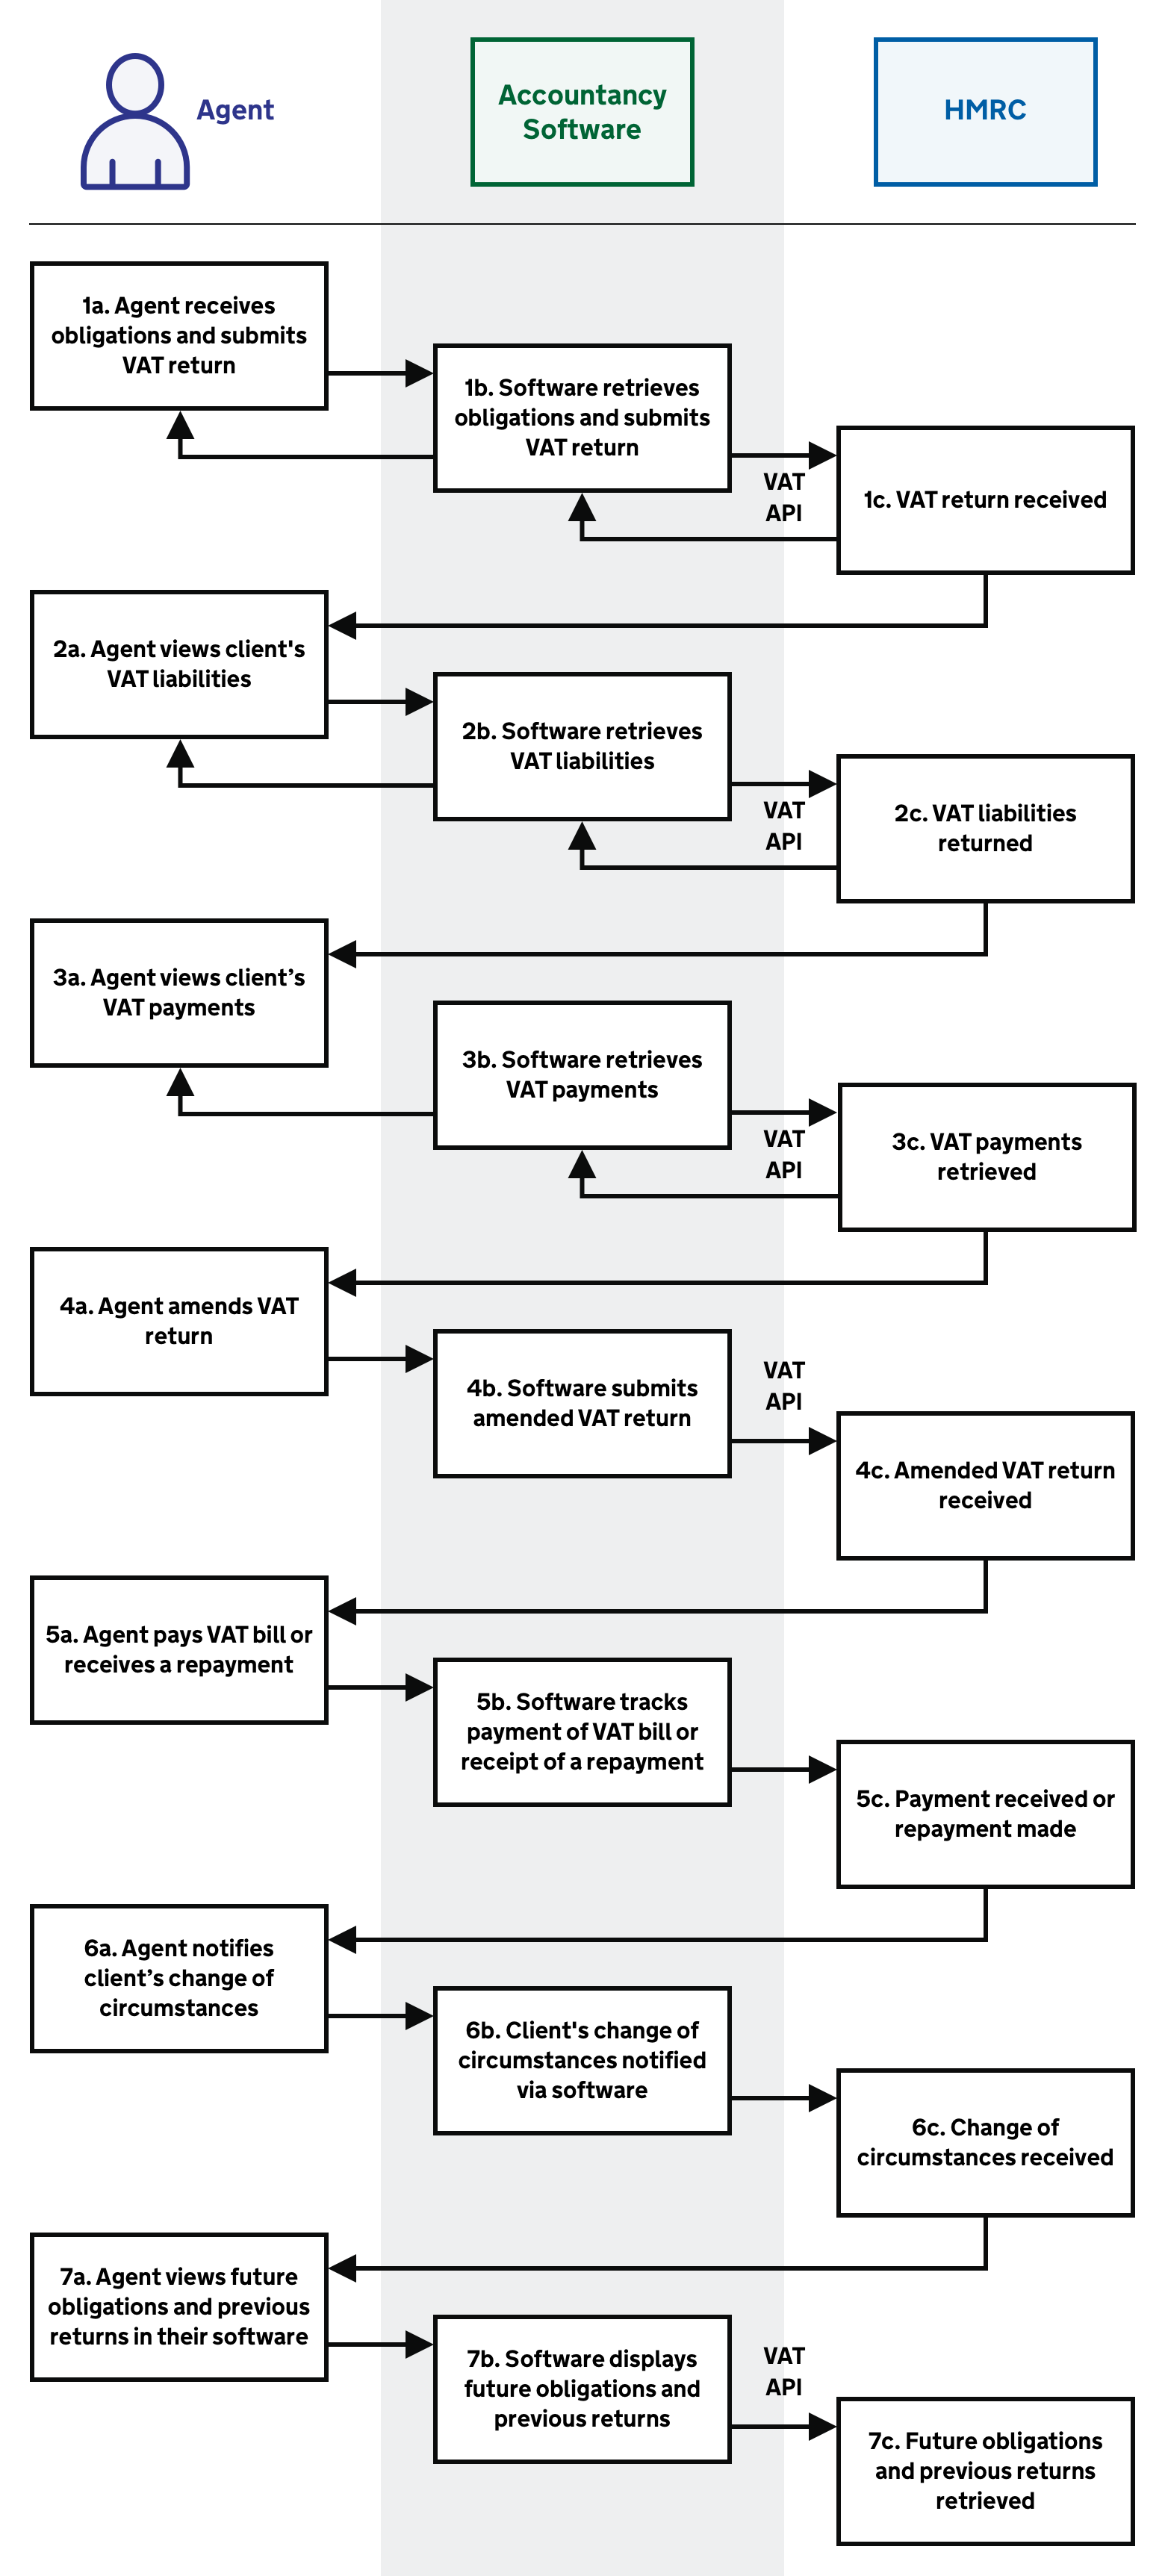 Agent
Accountancy
Software
HMRC
1a. Agent receives
obligations and submits
VAT return
1b. Software retrieves
obligations and submits
VAT return
VAT
API
1c. VAT return received
2a. Agent views client's
VAT liabilities
2b. Software retrieves
VAT liabilities
VAT
API
2c. VAT liabilities
returned
3a. Agent views client’s
VAT payments
3b. Software retrieves
VAT payments
VAT
API
3c. VAT payments
retrieved
4a. Agent amends VAT
return
4b. Software submits
amended VAT return
VAT
API
4c. Amended VAT return
received
5a. Agent pays VAT bill or
receives a repayment
5b. Software tracks
payment of VAT bill or
receipt of a repayment
5c. Payment received or
repayment made
6a. Agent notifies
client’s change of
circumstances
6b. Client's change of
circumstances notified
via software
6c. Change of
circumstances received
7a. Agent views future
obligations and previous
returns in their software
7b. Software displays
future obligations and
previous returns
VAT
API
7c. Future obligations
and previous returns
retrieved